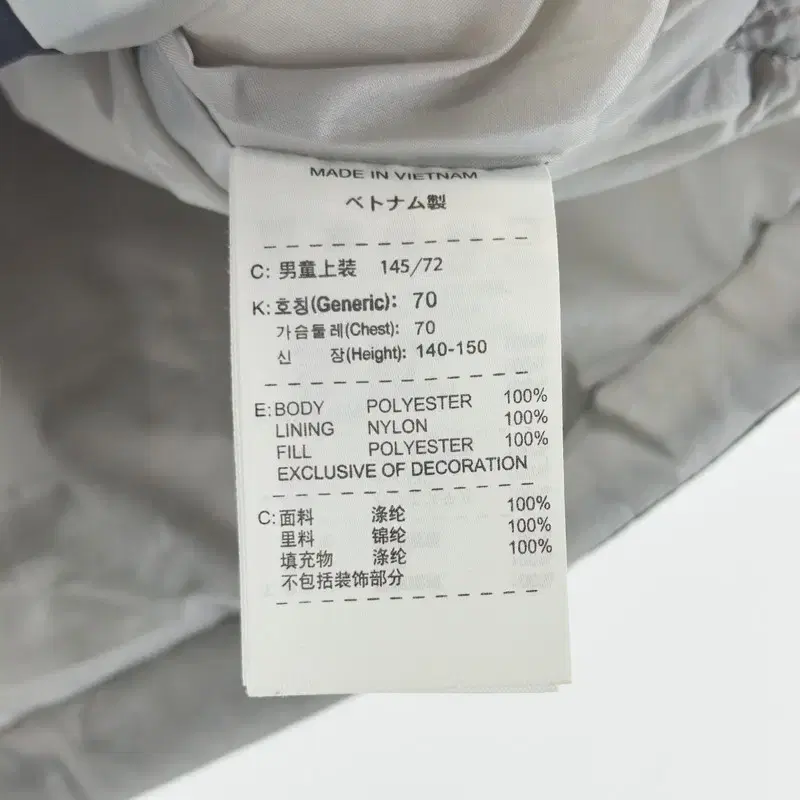 MADE IN VIETNAM
ベトナム製
C: 男童上装 145/72
K: 호칭(Generic): 70
가슴둘레(Chest): 70
신 장(Height): 140-150
E: BODY POLYESTER 100%
LINING NYLON 100%
FILL POLYESTER 100%
EXCLUSIVE OF DECORATION
C: 面料 涤纶 100%
里料 锦纶 100%
填充物 涤纶 100%
不包括装饰部分